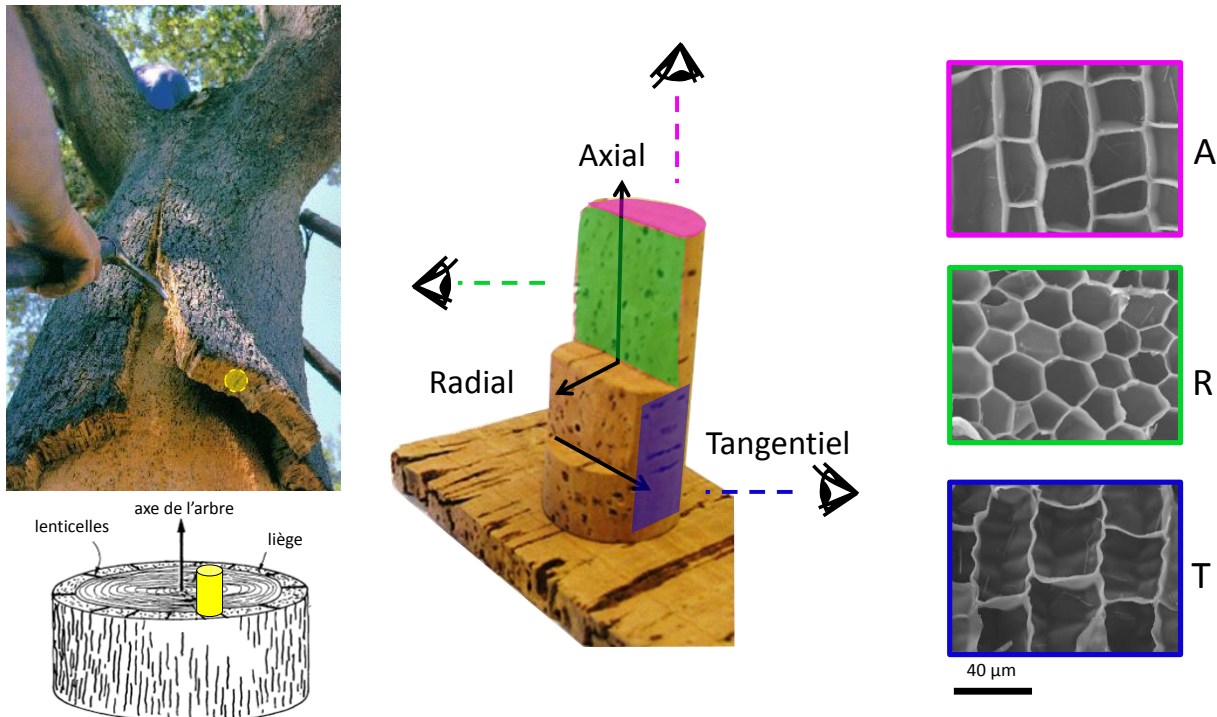 axe de l'arbre
lenticelles
liège
Axial
Radial
Tangentiel
A
R
T
40 µm